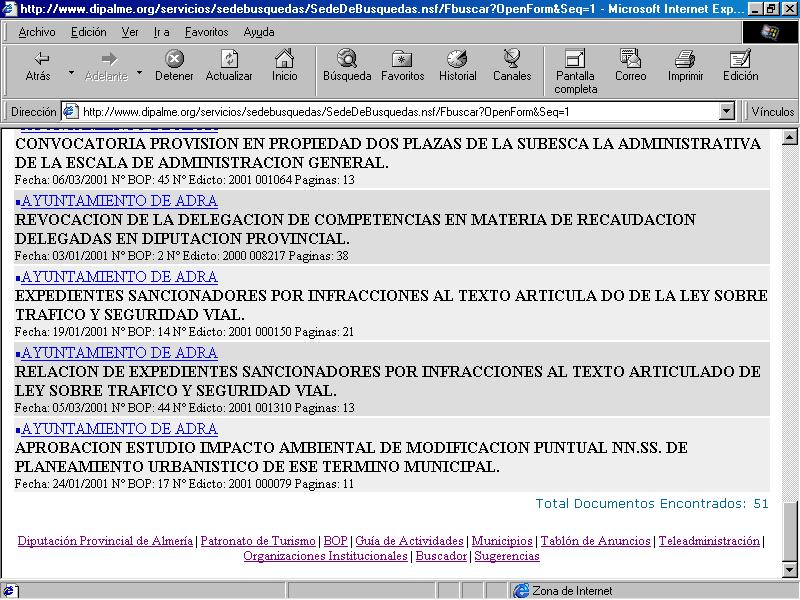 http://www.dipalme.org/servicios/sedebusquedas/SedeDeBusquedas.nsf/Fbuscar?OpenForm&Seq=1 - Microsoft Internet Exp...
Archivo Edición Ver Ir a Favoritos Ayuda
Atrás Adelante Detener Actualizar Inicio Búsqueda Favoritos Historial Canales Pantalla completa Correo Imprimir Edición
Dirección http://www.dipalme.org/servicios/sedebusquedas/SedeDeBusquedas.nsf/Fbuscar?OpenForm&Seq=1 Vínculos
CONVOCATORIA PROVISION EN PROPIEDAD DOS PLAZAS DE LA SUBESCA LA ADMINISTRATIVA
DE LA ESCALA DE ADMINISTRACION GENERAL.
Fecha: 06/03/2001 Nº BOP: 45 Nº Edicto: 2001 001064 Paginas: 13
AYUNTAMIENTO DE ADRA
REVOCACION DE LA DELEGACION DE COMPETENCIAS EN MATERIA DE RECAUDACION
DELEGADAS EN DIPUTACION PROVINCIAL.
Fecha: 03/01/2001 Nº BOP: 2 Nº Edicto: 2000 008217 Paginas: 38
AYUNTAMIENTO DE ADRA
EXPEDIENTES SANCIONADORES POR INFRACCIONES AL TEXTO ARTICULA DO DE LA LEY SOBRE
TRAFICO Y SEGURIDAD VIAL.
Fecha: 19/01/2001 Nº BOP: 14 Nº Edicto: 2001 000150 Paginas: 21
AYUNTAMIENTO DE ADRA
RELACION DE EXPEDIENTES SANCIONADORES POR INFRACCIONES AL TEXTO ARTICULADO DE
LEY SOBRE TRAFICO Y SEGURIDAD VIAL.
Fecha: 05/03/2001 Nº BOP: 44 Nº Edicto: 2001 001310 Paginas: 13
AYUNTAMIENTO DE ADRA
APROBACION ESTUDIO IMPACTO AMBIENTAL DE MODIFICACION PUNTUAL NN.SS. DE
PLANEAMIENTO URBANISTICO DE ESE TERMINO MUNICIPAL.
Fecha: 24/01/2001 Nº BOP: 17 Nº Edicto: 2001 000079 Paginas: 11
Total Documentos Encontrados: 51
Diputación Provincial de Almería | Patronato de Turismo | BOP | Guía de Actividades | Municipios | Tablón de Anuncios | Teleadministración |
Organizaciones Institucionales | Buscador | Sugerencias
Zona de Internet